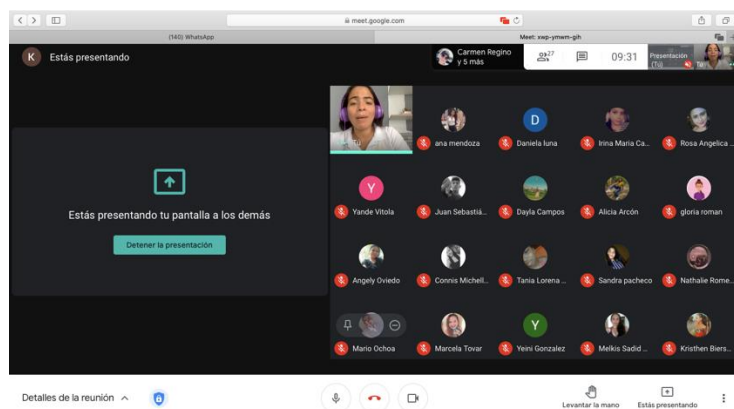 meet.google.com
(140) WhatsApp
Meet: xwp-ymwm-gih
K
Estás presentando
Carmen Regino
y 5 más
27
09:31
Presentación
(Tú)
Tú
Tú
ana mendoza
D
Daniela luna
Irina Maria Ca...
Rosa Angelica ...
Estás presentando tu pantalla a los demás
Detener la presentación
Y
Yande Vitola
Juan Sebastiá...
Dayla Campos
Alicia Arcón
gloria roman
Angely Oviedo
Connis Michell...
Tania Lorena ...
Sandra pacheco
Nathalie Rome...
Mario Ochoa
Marcela Tovar
Y
Yeini Gonzalez
Melkis Sadid ...
Kristhen Biers...
Detalles de la reunión
Levantar la mano
Estás presentando